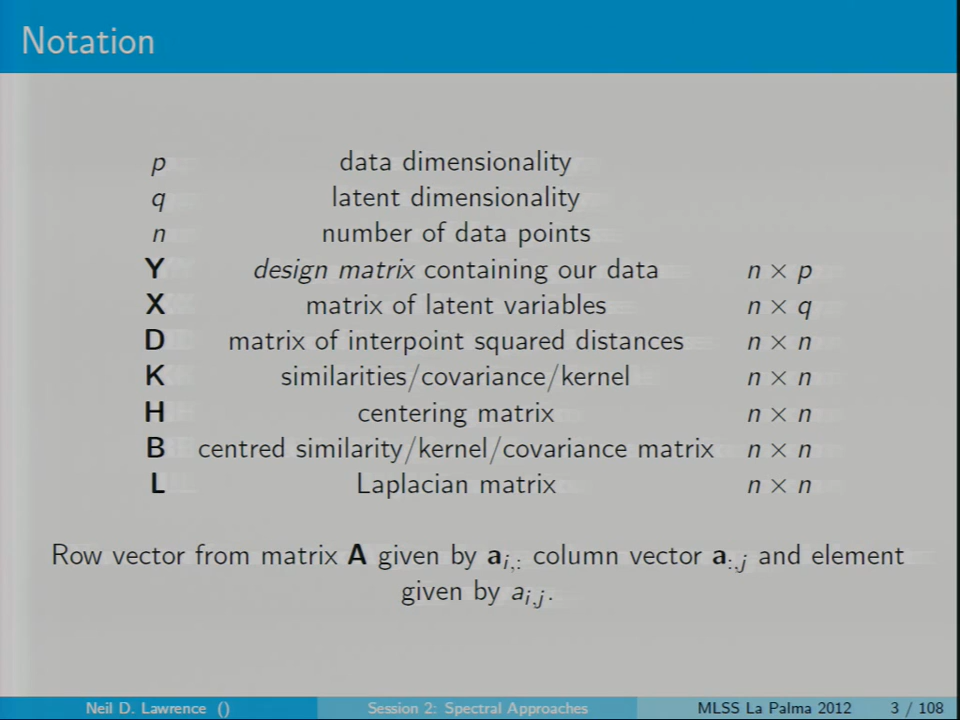 Notation
p data dimensionality
q latent dimensionality
n number of data points
Y design matrix containing our data n × p
X matrix of latent variables n × q
D matrix of interpoint squared distances n × n
K similarities/covariance/kernel n × n
H centering matrix n × n
B centred similarity/kernel/covariance matrix n × n
L Laplacian matrix n × n
Row vector from matrix A given by a_{i,:} column vector a_{:,j} and element
given by a_{i,j}.
Neil D. Lawrence () Session 2: Spectral Approaches MLSS La Palma 2012 3 / 108